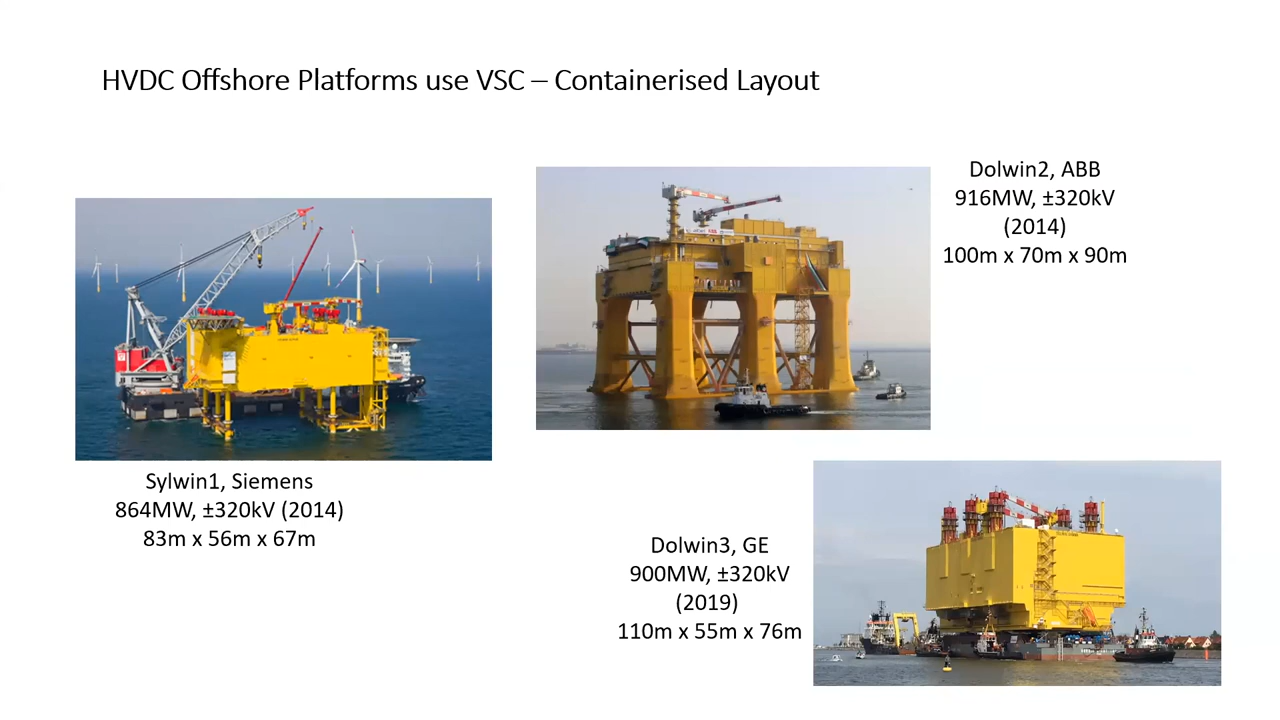 HVDC Offshore Platforms use VSC – Containerised Layout
Dolwin2, ABB
916MW, ±320kV
(2014)
100m x 70m x 90m
Sylwin1, Siemens
864MW, ±320kV (2014)
83m x 56m x 67m
Dolwin3, GE
900MW, ±320kV
(2019)
110m x 55m x 76m